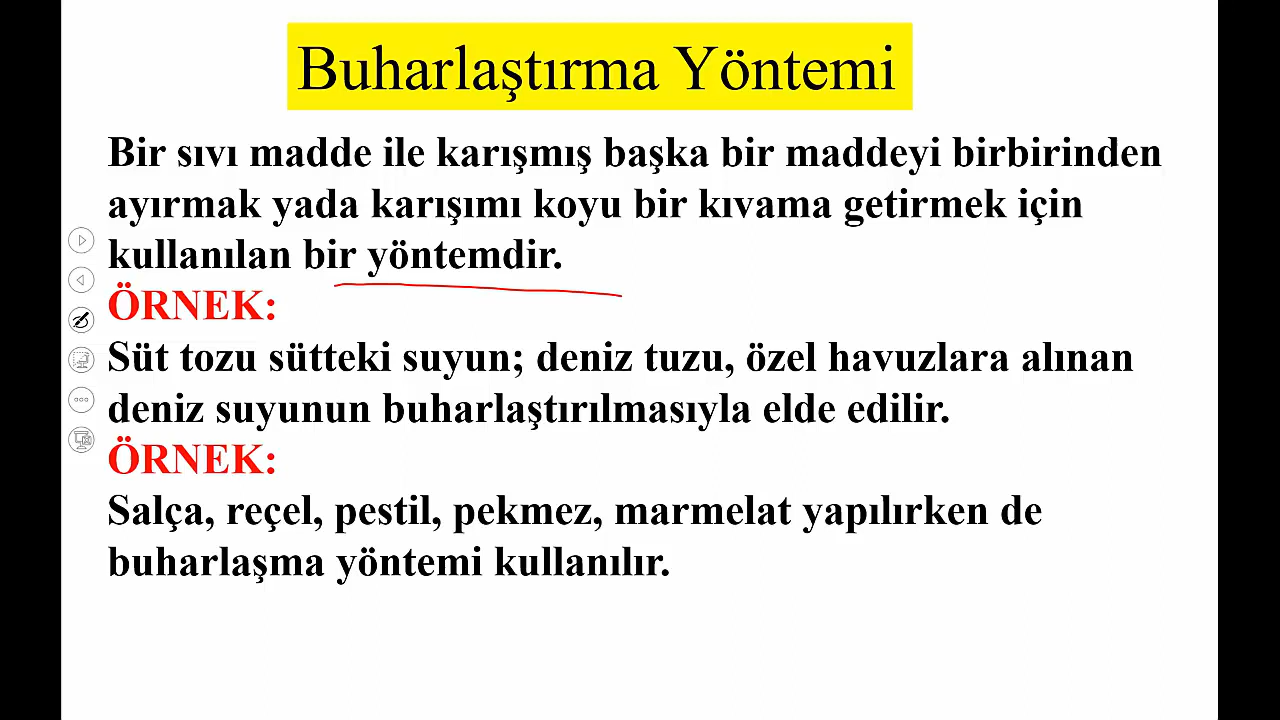 Buharlaştırma Yöntemi
Bir sıvı madde ile karışmış başka bir maddeyi birbirinden
ayırmak yada karışımı koyu bir kıvama getirmek için
kullanılan bir yöntemdir.
ÖRNEK:
Süt tozu sütteki suyun; deniz tuzu, özel havuzlara alınan
deniz suyunun buharlaştırılmasıyla elde edilir.
ÖRNEK:
Salça, reçel, pestil, pekmez, marmelat yapılırken de
buharlaşma yöntemi kullanılır.